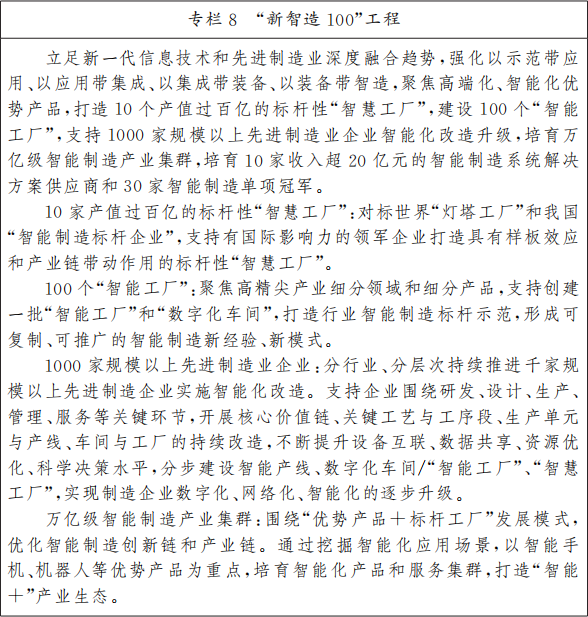 专栏8 “新智造100”工程
立足新一代信息技术和先进制造业深度融合趋势,强化以示范带应
用、以应用带集成、以集成带装备、以装备带智造,聚焦高端化、智能化优
势产品,打造10个产值过百亿的标杆性“智慧工厂”,建设100个“智能
工厂”,支持1000家规模以上先进制造业企业智能化改造升级,培育万
亿级智能制造产业集群,培育10家收入超20亿元的智能制造系统解决
方案供应商和30家智能制造单项冠军。
10家产值过百亿的标杆性“智慧工厂”:对标世界“灯塔工厂”和我国
“智能制造标杆企业”,支持有国际影响力的领军企业打造具有样板效应
和产业链带动作用的标杆性“智慧工厂”。
100个“智能工厂”:聚焦高精尖产业细分领域和细分产品,支持创建
一批“智能工厂”和“数字化车间”,打造行业智能制造标杆示范,形成可
复制、可推广的智能制造新经验、新模式。
1000家规模以上先进制造业企业:分行业、分层次持续推进千家规
模以上先进制造企业实施智能化改造。支持企业围绕研发、设计、生产、
管理、服务等关键环节,开展核心价值链、关键工艺与工序段、生产单元
与产线、车间与工厂的持续改造,不断提升设备互联、数据共享、资源优
化、科学决策水平,分步建设智能产线、数字化车间/“智能工厂”、“智慧
工厂”,实现制造企业数字化、网络化、智能化的逐步升级。
万亿级智能制造产业集群:围绕“优势产品+标杆工厂”发展模式,
优化智能制造创新链和产业链。通过挖掘智能化应用场景,以智能手
机、机器人等优势产品为重点,培育智能化产品和服务集群,打造“智能
+”产业生态。